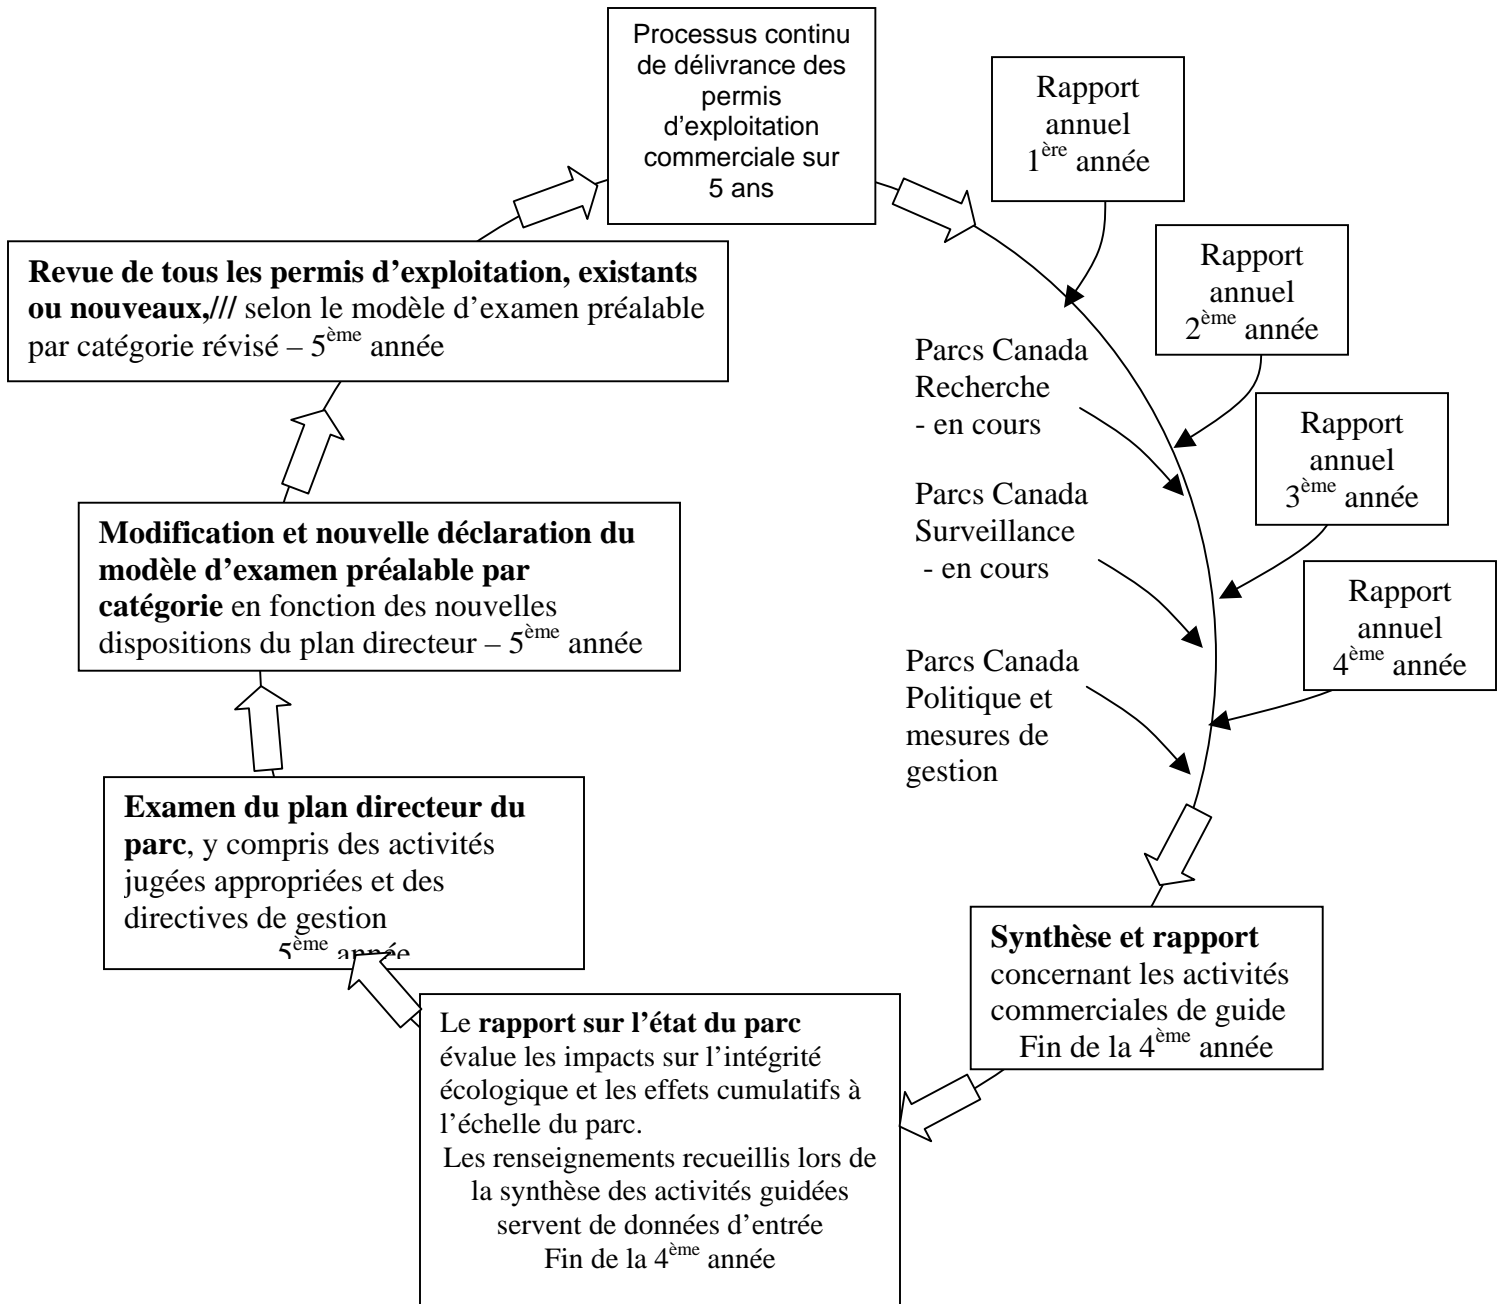 Processus continu
de délivrance des
permis
d'exploitation
commerciale sur
5 ans
Rapport
annuel
1ère année
Rapport
annuel
2ème année
Rapport
annuel
3ème année
Rapport
annuel
4ème année
Parcs Canada
Recherche
- en cours
Parcs Canada
Surveillance
- en cours
Parcs Canada
Politique et
mesures de
gestion
Synthèse et rapport
concernant les activités
commerciales de guide
Fin de la 4ème année
Le rapport sur l'état du parc
évalue les impacts sur l'intégrité
écologique et les effets cumulatifs à
l'échelle du parc.
Les renseignements recueillis lors de
la synthèse des activités guidées
servent de données d'entrée
Fin de la 4ème année
Examen du plan directeur du
parc, y compris des activités
jugées appropriées et des
directives de gestion
5ème année
Modification et nouvelle déclaration du
modèle d'examen préalable par
catégorie en fonction des nouvelles
dispositions du plan directeur – 5ème année
Revue de tous les permis d'exploitation, existants
ou nouveaux,/// selon le modèle d'examen préalable
par catégorie révisé – 5ème année